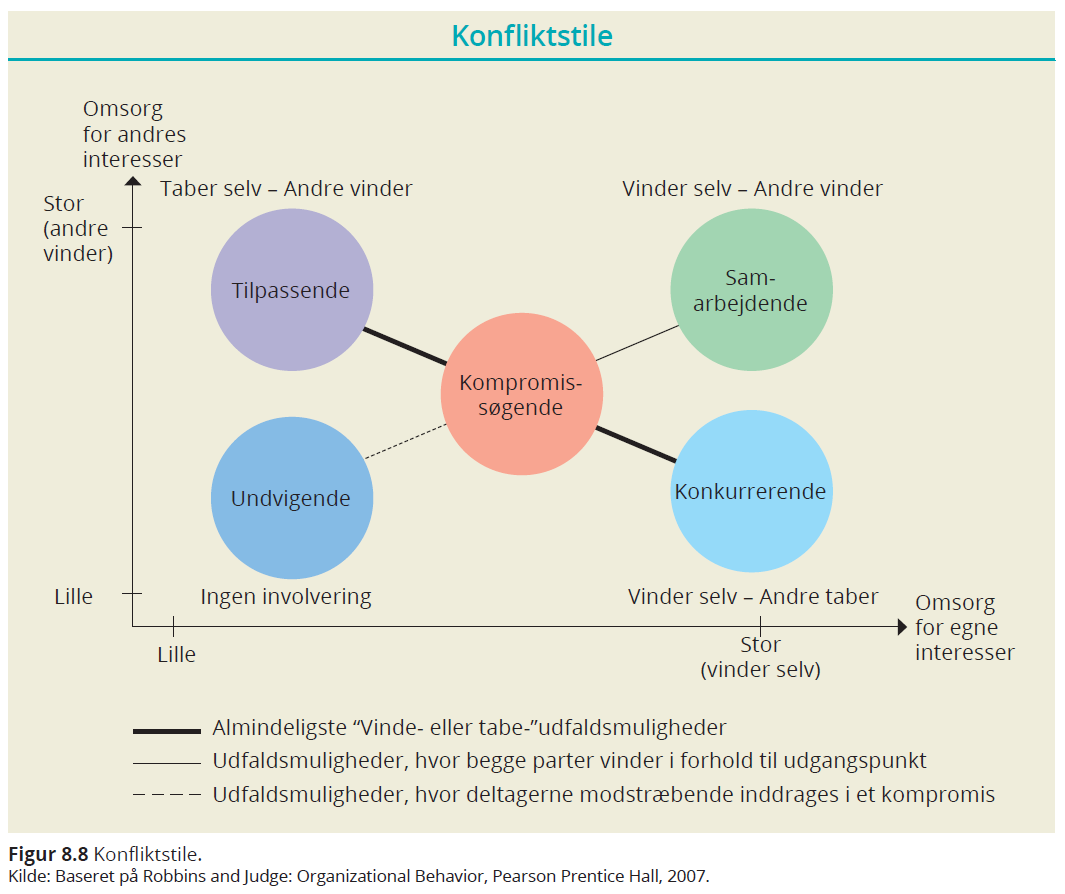 Konfliktstile
Omsorg
for andres
interesser
Stor
(andre
vinder)
Taber selv – Andre vinder
Vinder selv – Andre vinder
Tilpassende
Sam-
arbejdende
Kompromis-
søgende
Undvigende
Konkurrerende
Lille
Ingen involvering
Vinder selv – Andre taber
Omsorg
for egne
interesser
Lille
Stor
(vinder selv)
Almindeligste “Vinde- eller tabe-”udfaldsmuligheder
Udfaldsmuligheder, hvor begge parter vinder i forhold til udgangspunkt
Udfaldsmuligheder, hvor deltagerne modstræbende inddrages i et kompromis
Figur 8.8 Konfliktstile.
Kilde: Baseret på Robbins and Judge: Organizational Behavior, Pearson Prentice Hall, 2007.